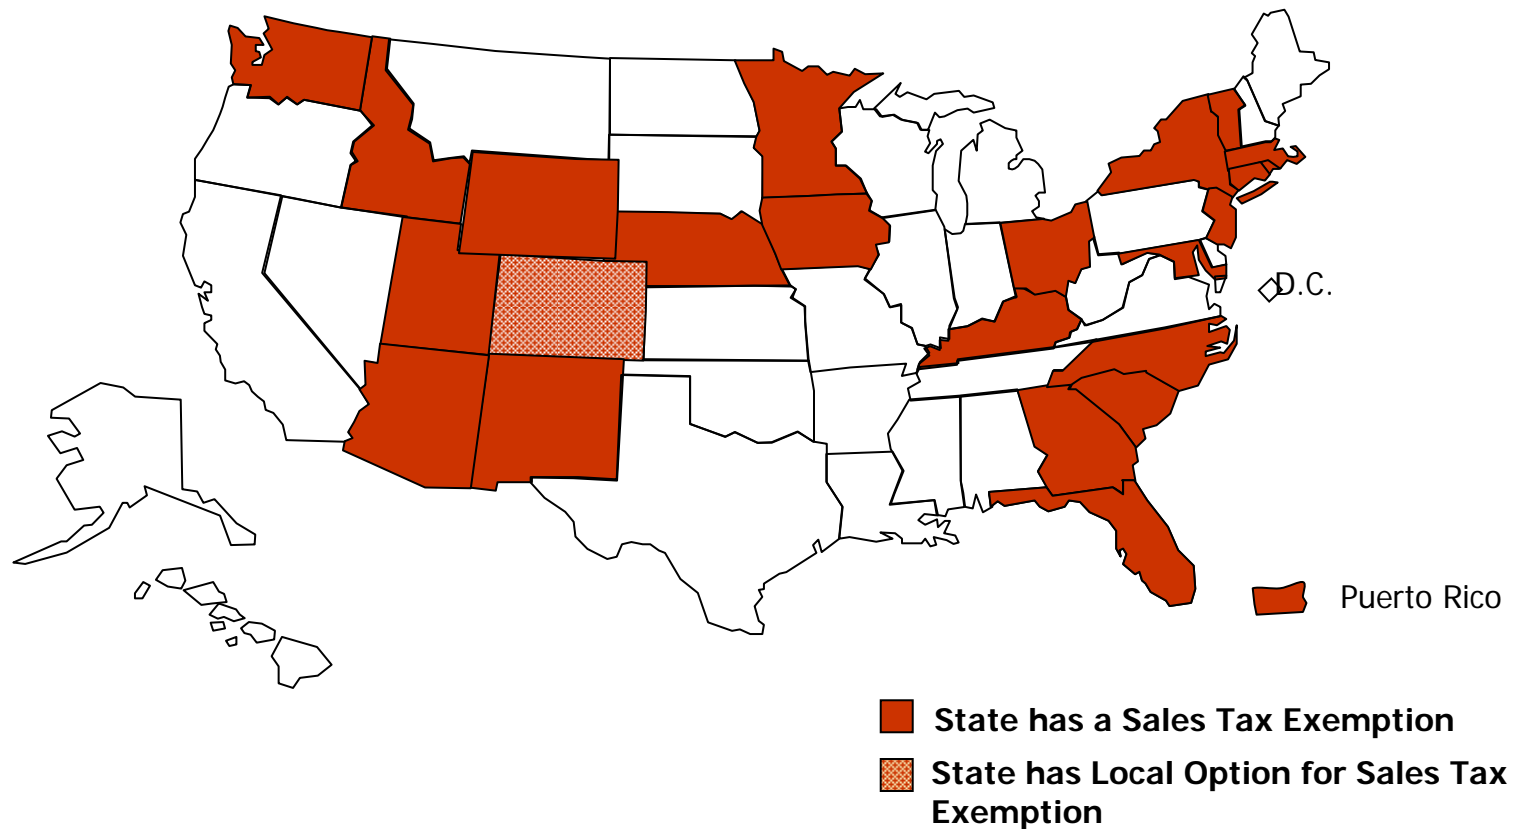 D.C.
Puerto Rico
State has a Sales Tax Exemption
State has Local Option for Sales Tax
Exemption